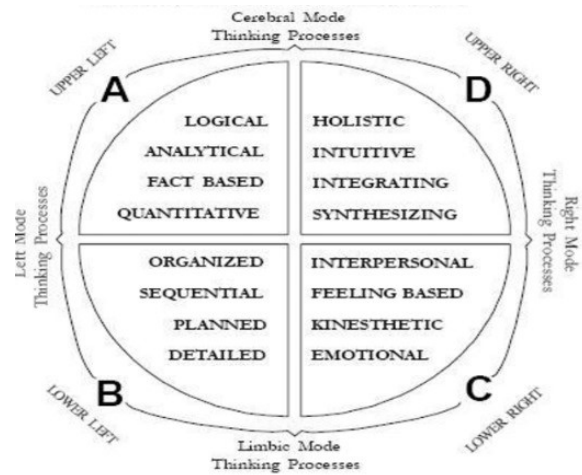 Cerebral Mode
Thinking Processes
UPPER LEFT
UPPER RIGHT
A
D
LOGICAL
ANALYTICAL
FACT BASED
QUANTITATIVE
HOLISTIC
INTUITIVE
INTEGRATING
SYNTHESIZING
Left Mode
Thinking Processes
Right Mode
Thinking Processes
ORGANIZED
SEQUENTIAL
PLANNED
DETAILED
INTERPERSONAL
FEELING BASED
KINESTHETIC
EMOTIONAL
B
C
LOWER LEFT
LOWER RIGHT
Limbic Mode
Thinking Processes